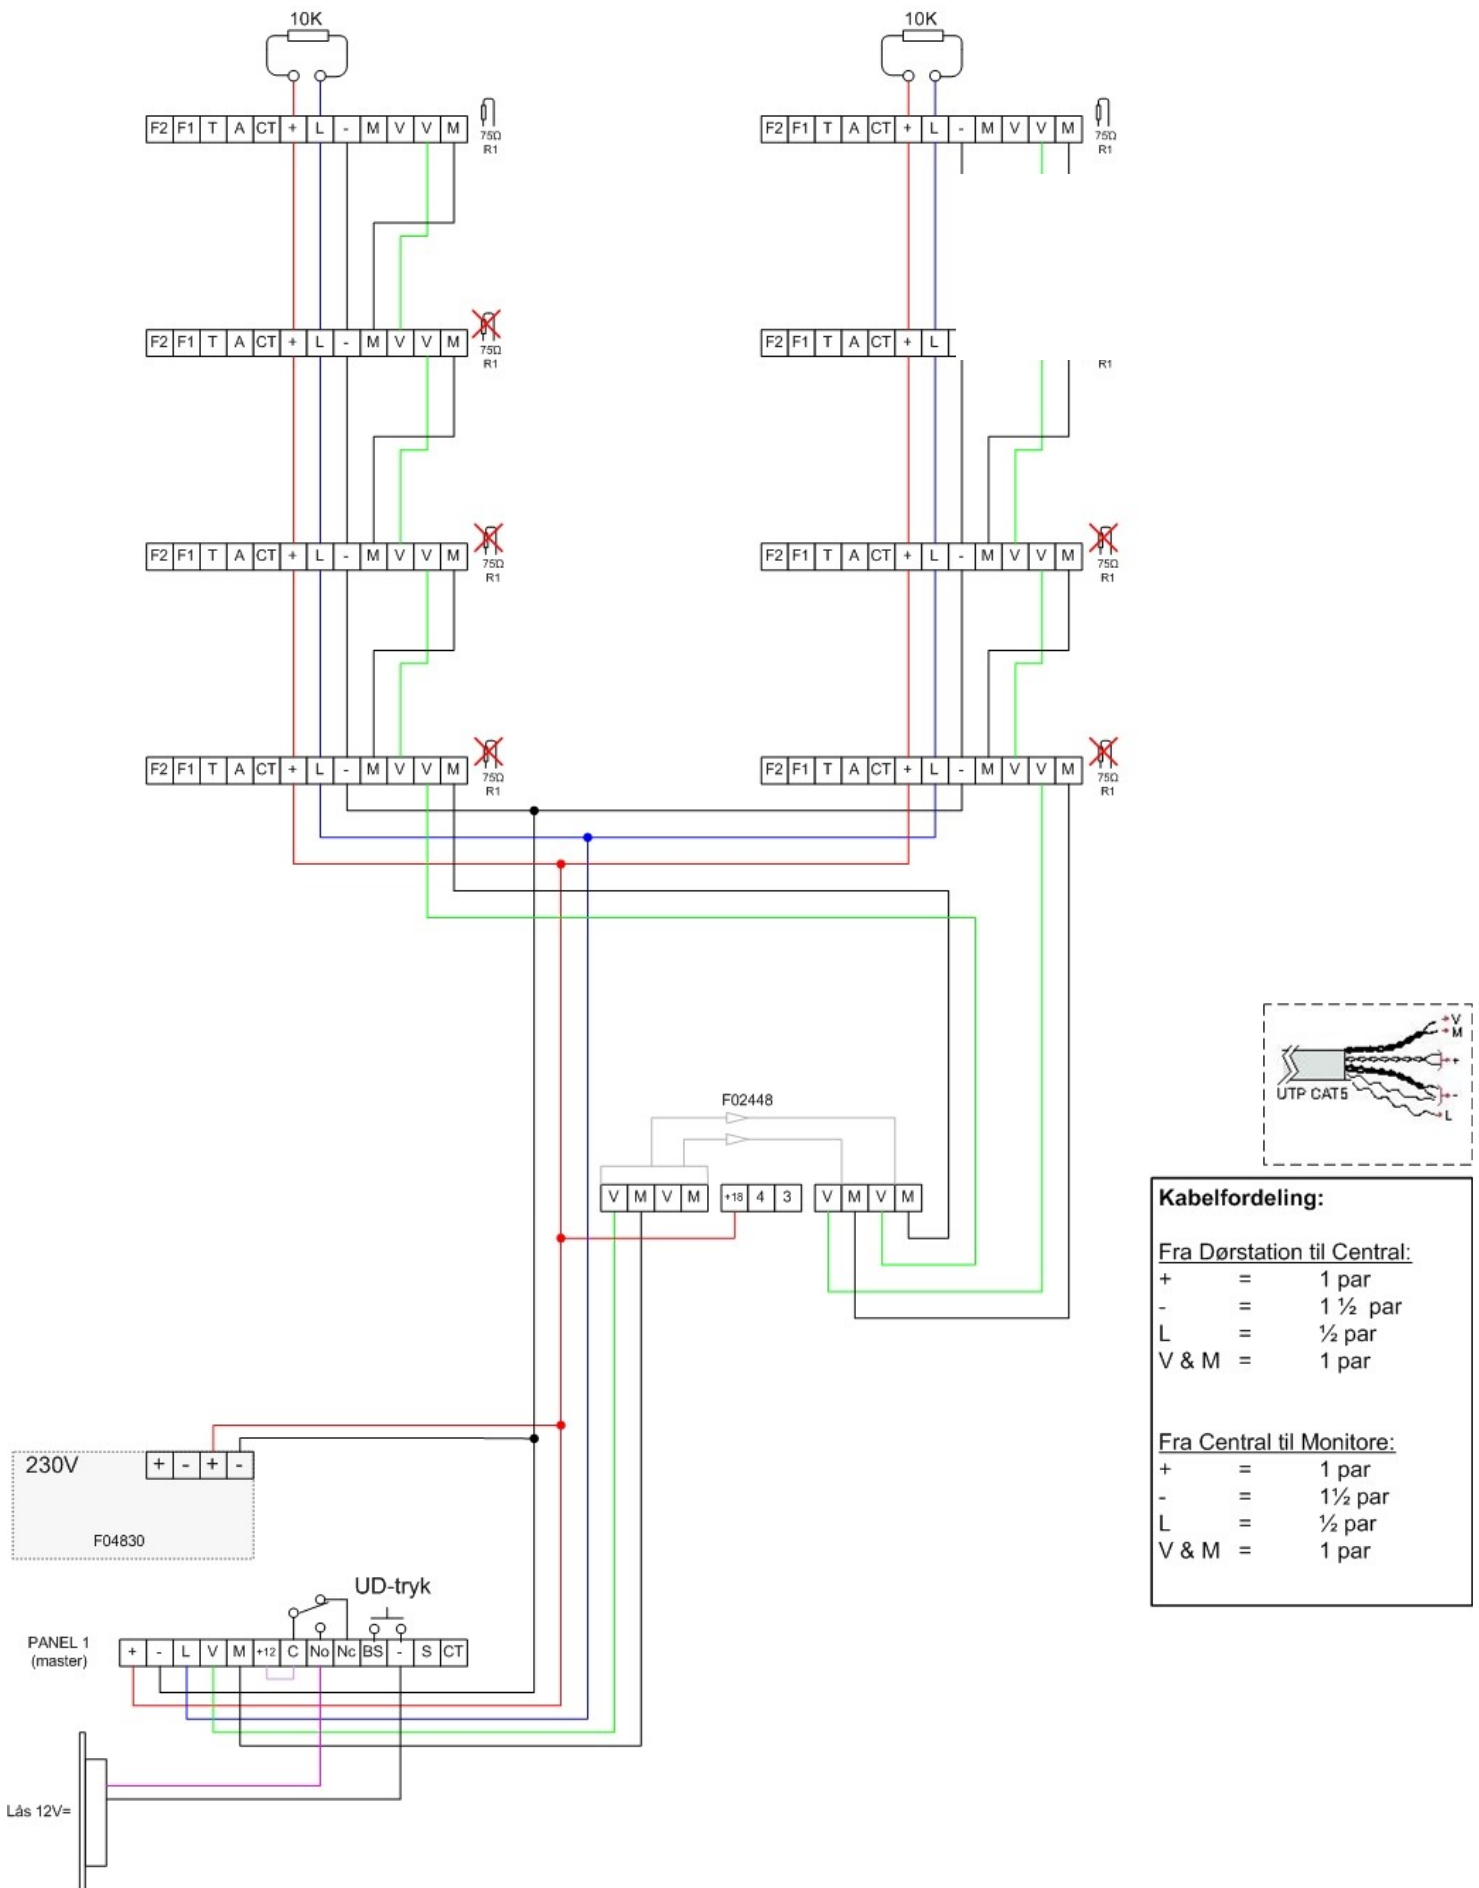 10K 10K
F2 F1 T A CT + L - M V V M 75Ω F2 F1 T A CT + L - M V V M 75Ω
R1 R1
F2 F1 T A CT + L - M V V M 75Ω F2 F1 T A CT + L
R1 R1
F2 F1 T A CT + L - M V V M 75Ω F2 F1 T A CT + L - M V V M 75Ω
R1 R1
F2 F1 T A CT + L - M V V M 75Ω F2 F1 T A CT + L - M V V M 75Ω
R1 R1
V
M
+
-
L
UTP CAT5
F02448
V M V M +18 4 3 V M V M
Kabelfordeling:
Fra Dørstation til Central:
+ = 1 par
- = 1 ½ par
L = ½ par
V & M = 1 par
Fra Central til Monitore:
+ = 1 par
- = 1½ par
L = ½ par
V & M = 1 par
230V + - + -
F04830
UD-tryk
PANEL 1
(master)
+ - L V M +12 C No Nc BS - S CT
Lås 12V=